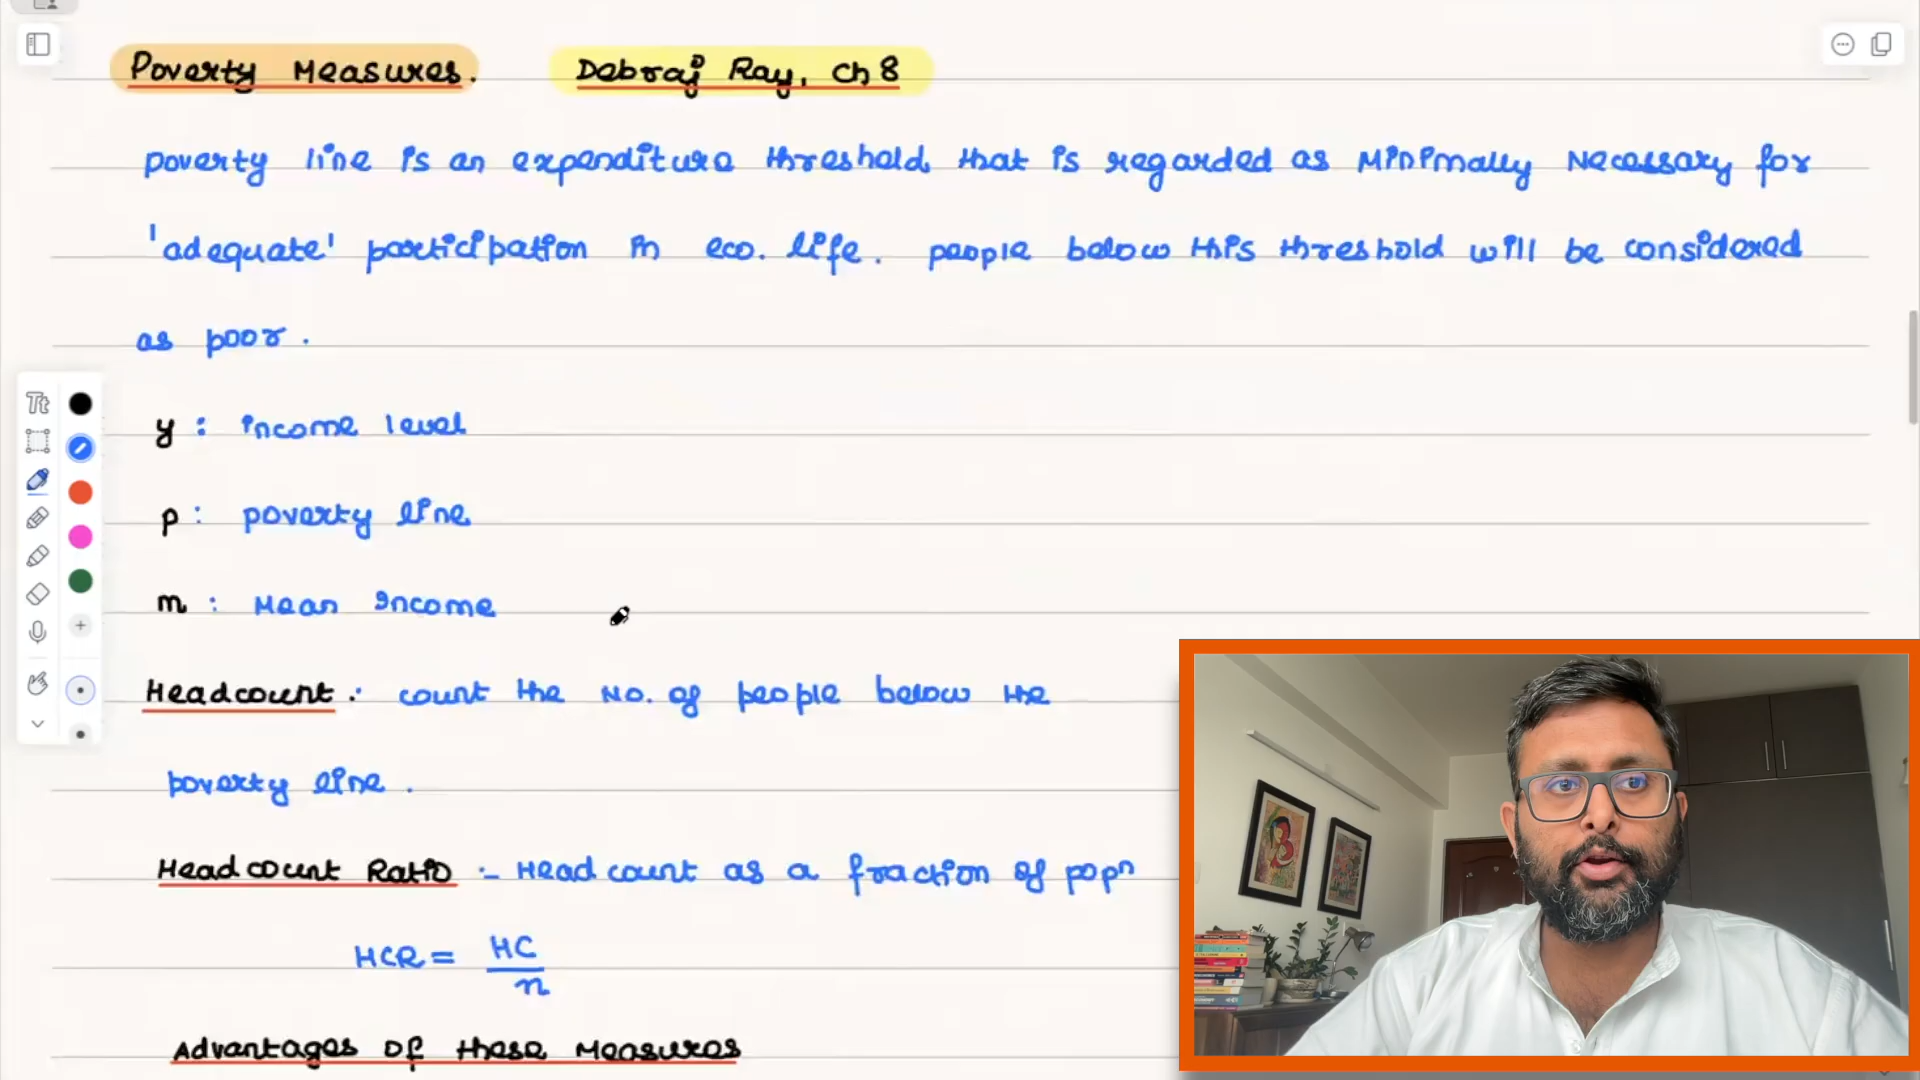 Poverty Measures. Debraj Ray, Ch 8
poverty line is an expenditure threshold that is regarded as Minimally Necessary for
'adequate' participation in eco. life. people below this threshold will be considered
as poor.
y: income level
p: poverty line
m: Mean Income
Headcount: count the No. of people below the
poverty line.
Headcount Ratio :- Headcount as a fraction of popⁿ
HCR = HC/n
Advantages of these Measures
Tt